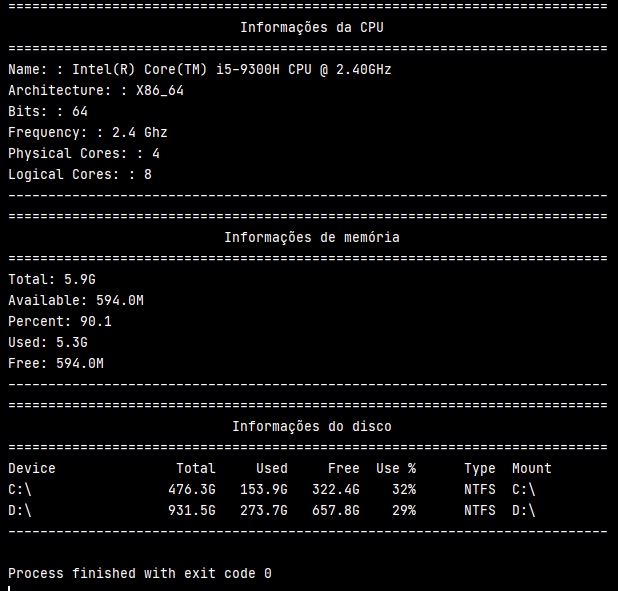 ===========================================================================
Informações da CPU
===========================================================================
Name: : Intel(R) Core(TM) i5-9300H CPU @ 2.40GHz
Architecture: : X86_64
Bits: : 64
Frequency: : 2.4 Ghz
Physical Cores: : 4
Logical Cores: : 8
---------------------------------------------------------------------------
===========================================================================
Informações de memória
===========================================================================
Total: 5.9G
Available: 594.0M
Percent: 90.1
Used: 5.3G
Free: 594.0M
---------------------------------------------------------------------------
===========================================================================
Informações do disco
===========================================================================
Device               Total     Used     Free  Use %      Type  Mount
C:\                 476.3G   153.9G   322.4G    32%      NTFS  C:\
D:\                 931.5G   273.7G   657.8G    29%      NTFS  D:\
---------------------------------------------------------------------------
Process finished with exit code 0